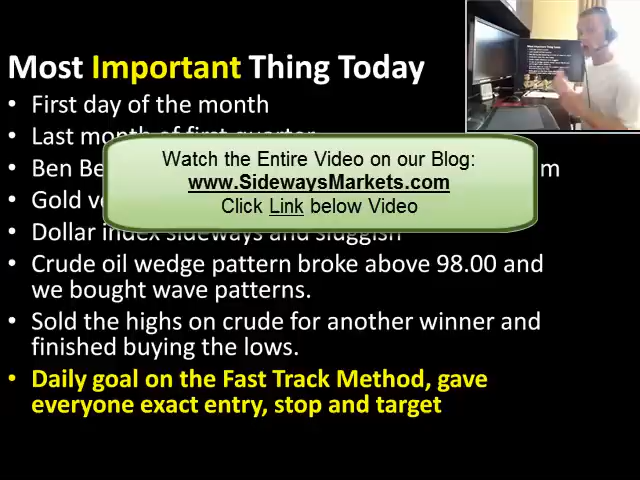 Most Important Thing Today
• First day of the month
• Last month of first quarter
• Ben Be
Watch the Entire Video on our Blog:
www.SidewaysMarkets.com
Click Link below Video
• Gold
• Dollar index sideways and sluggish
• Crude oil wedge pattern broke above 98.00 and
we bought wave patterns.
• Sold the highs on crude for another winner and
finished buying the lows.
• Daily goal on the Fast Track Method, gave
everyone exact entry, stop and target